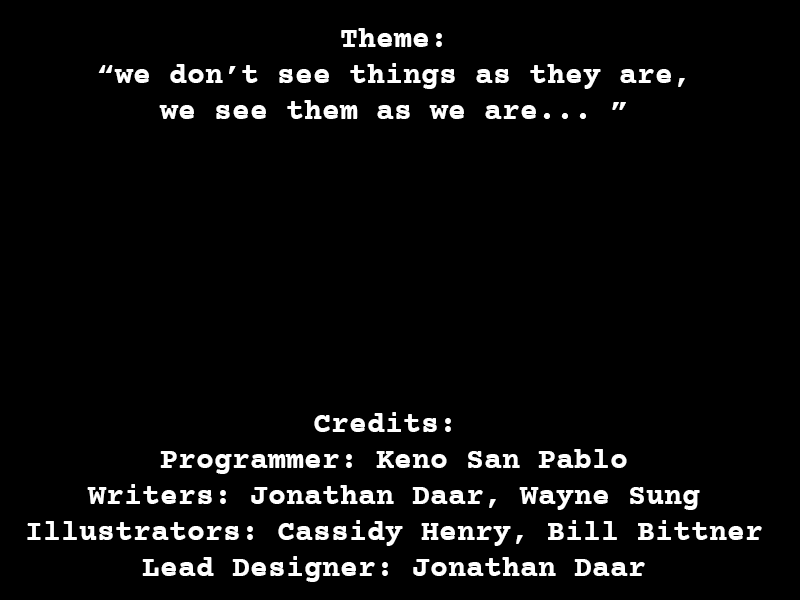 Theme:
“we don’t see things as they are,
we see them as we are... ”
Credits:
Programmer: Keno San Pablo
Writers: Jonathan Daar, Wayne Sung
Illustrators: Cassidy Henry, Bill Bittner
Lead Designer: Jonathan Daar